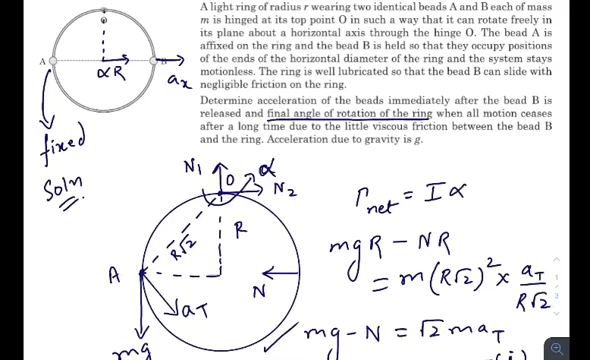 A light ring of radius r wearing two identical beads A and B each of mass
m is hinged at its top point O in such a way that it can rotate freely in
its plane about a horizontal axis through the hinge O. The bead A is
affixed on the ring and the bead B is held so that they occupy positions
of the ends of the horizontal diameter of the ring and the system stays
motionless. The ring is well lubricated so that the bead B can slide with
negligible friction on the ring.
Determine acceleration of the beads immediately after the bead B is
released and final angle of rotation of the ring when all motion ceases
after a long time due to the little viscous friction between the bead B
and the ring. Acceleration due to gravity is g.
A
B
αR
a_x
fixed
Soln
N₁
O
α
N₂
R√2
R
A
a_T
N
mg
Γ_net = I α
mgR − NR
= m(R√2)² × a_T/R√2
mg − N = √2 m a_T